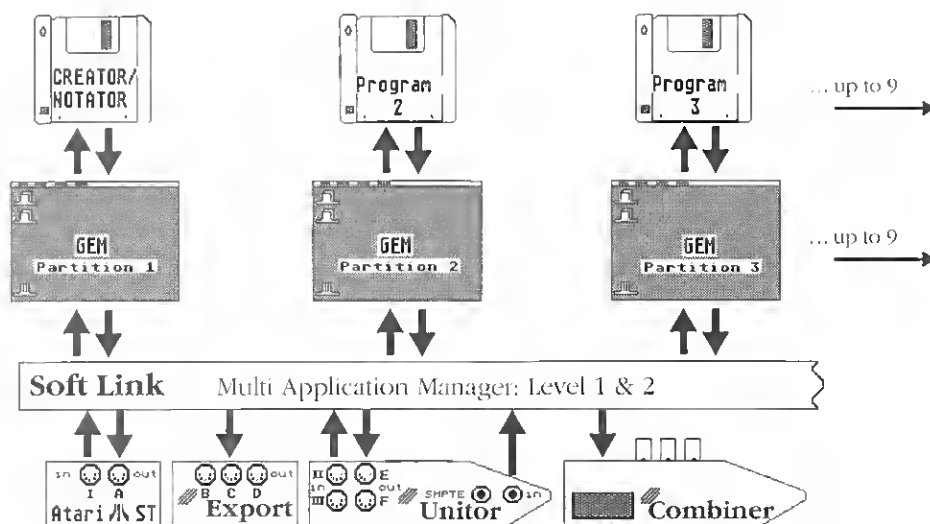 CREATOR/
NOTATOR
Program
2
Program
3
... up to 9
GEM
Partition 1
GEM
Partition 2
GEM
Partition 3
... up to 9
Soft Link Multi Application Manager: Level 1 & 2
in I A out
Atari ST
B C D out
Export
II E
in out
III F
SMPTE in
Unitor
Combiner